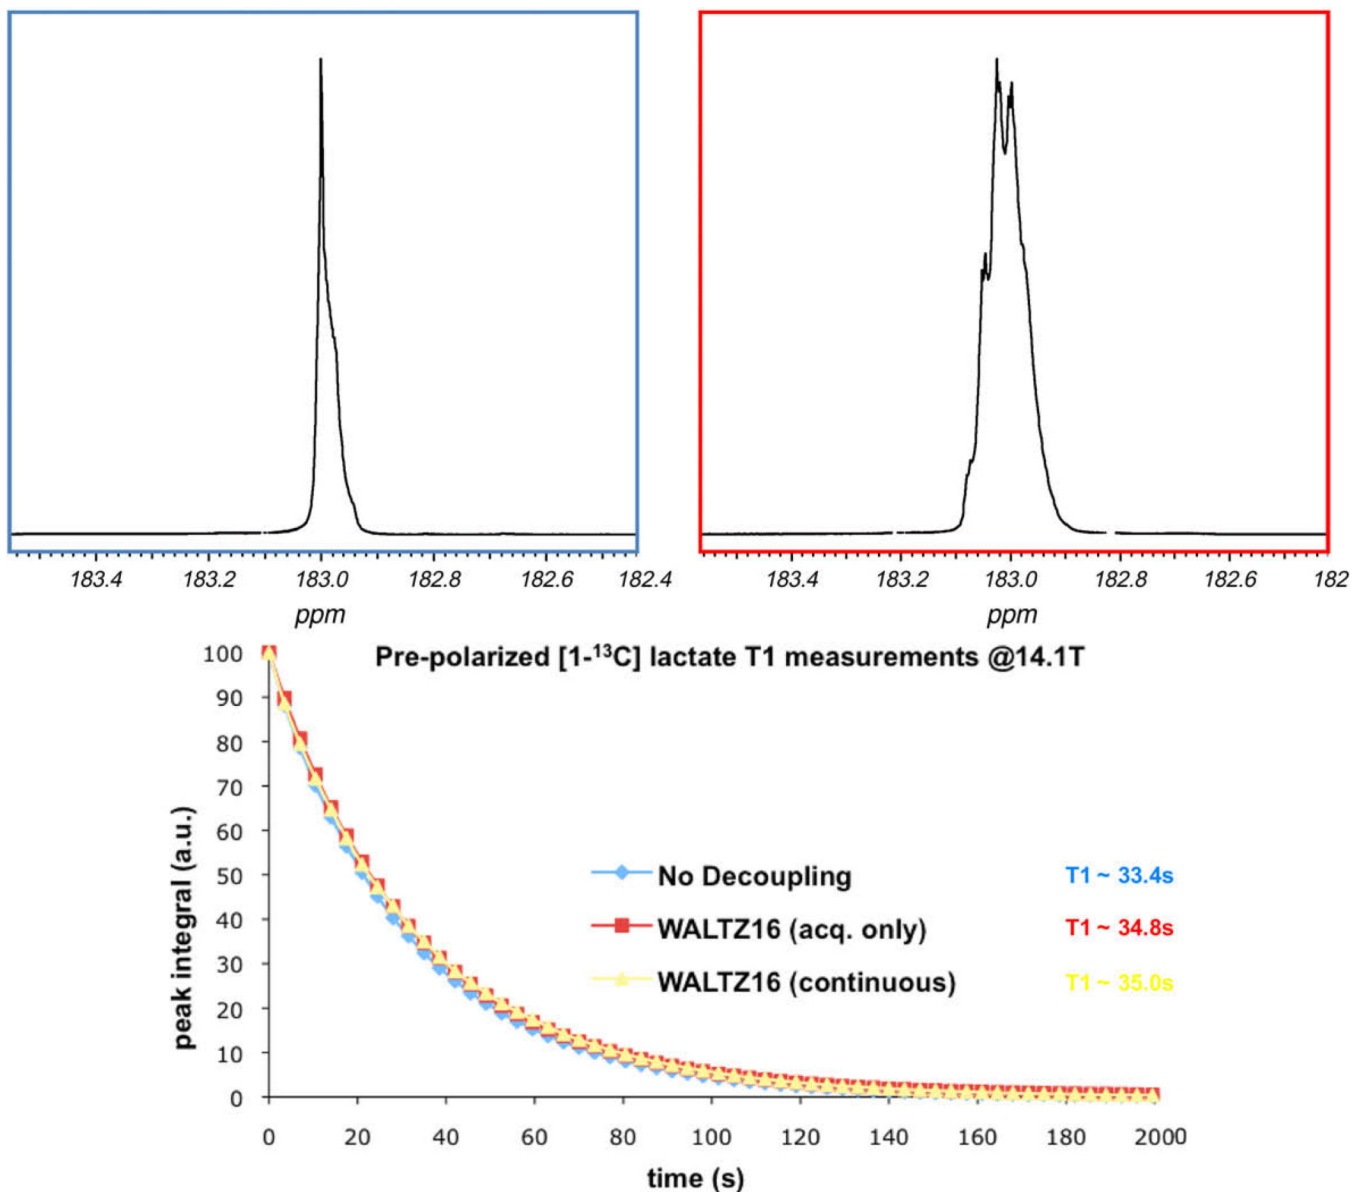 183.4 183.2 183.0 182.8 182.6 182.4
ppm
183.4 183.2 183.0 182.8 182.6 182
ppm
Pre-polarized [1-¹³C] lactate T1 measurements @14.1T
100
90
80
70
60
50
40
30
20
10
0
peak integral (a.u.)
No Decoupling T1 ~ 33.4s
WALTZ16 (acq. only) T1 ~ 34.8s
WALTZ16 (continuous) T1 ~ 35.0s
0 20 40 60 80 100 120 140 160 180 2000
time (s)